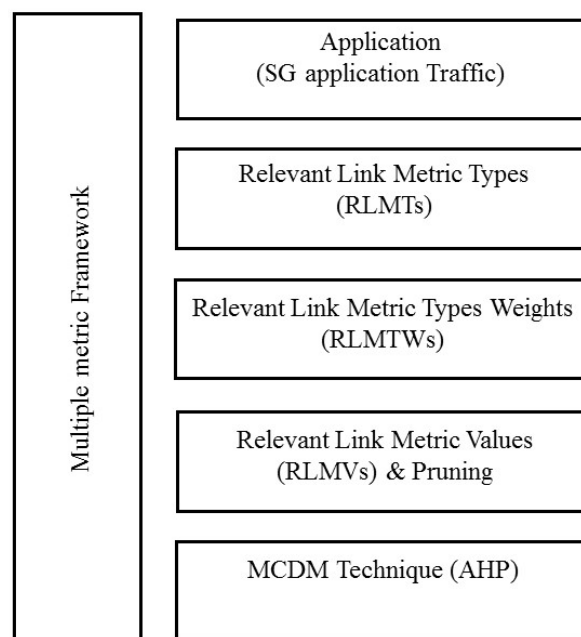 Multiple metric Framework
Application
(SG application Traffic)
Relevant Link Metric Types
(RLMTs)
Relevant Link Metric Types Weights
(RLMTWs)
Relevant Link Metric Values
(RLMVs) & Pruning
MCDM Technique (AHP)